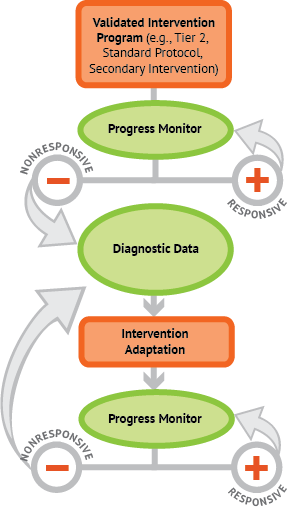 Validated Intervention
Program (e.g., Tier 2,
Standard Protocol,
Secondary Intervention)
Progress Monitor
NONRESPONSIVE
RESPONSIVE
Diagnostic Data
Intervention
Adaptation
Progress Monitor
NONRESPONSIVE
RESPONSIVE